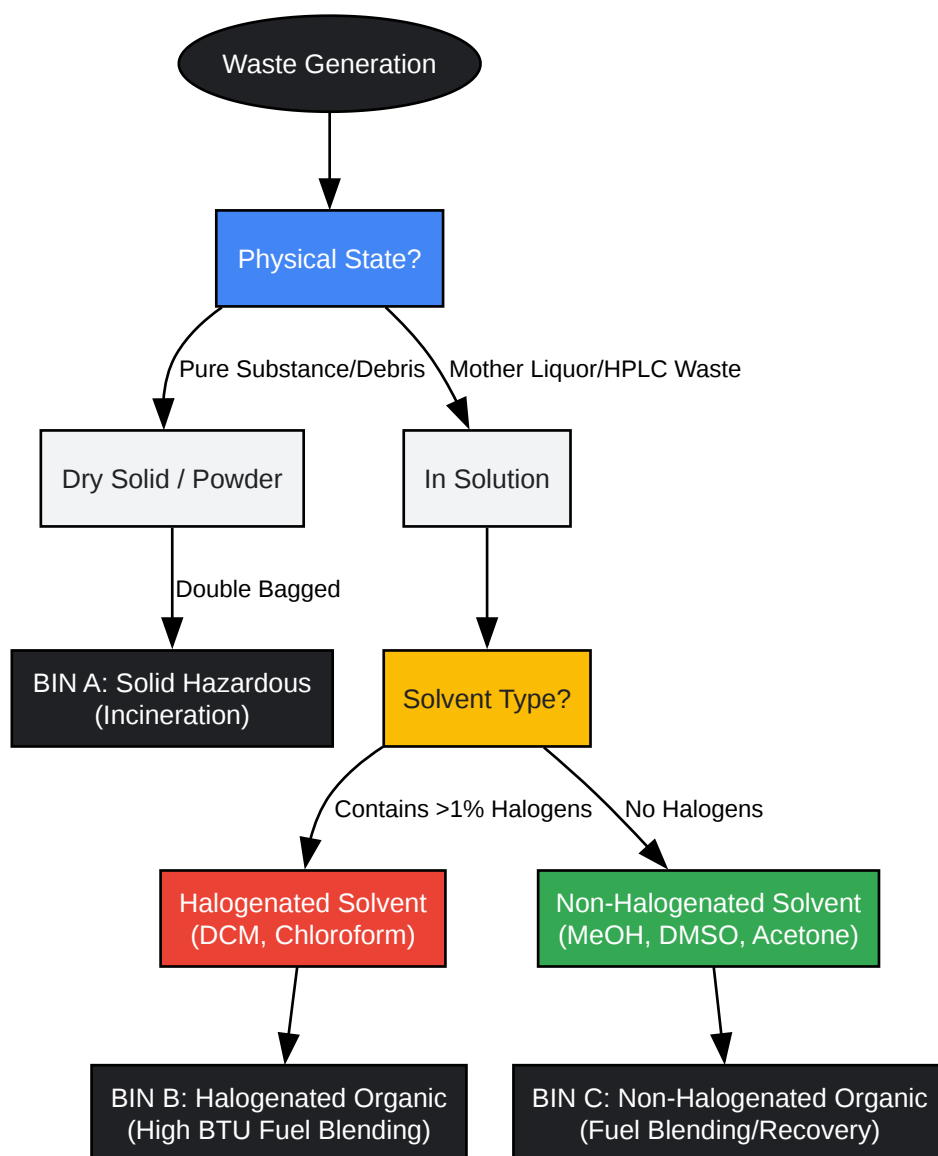 Waste Generation
Physical State?
Pure Substance/Debris
Mother Liquor/HPLC Waste
Dry Solid / Powder
In Solution
Double Bagged
BIN A: Solid Hazardous
(Incineration)
Solvent Type?
Contains >1% Halogens
No Halogens
Halogenated Solvent
(DCM, Chloroform)
Non-Halogenated Solvent
(MeOH, DMSO, Acetone)
BIN B: Halogenated Organic
(High BTU Fuel Blending)
BIN C: Non-Halogenated Organic
(Fuel Blending/Recovery)